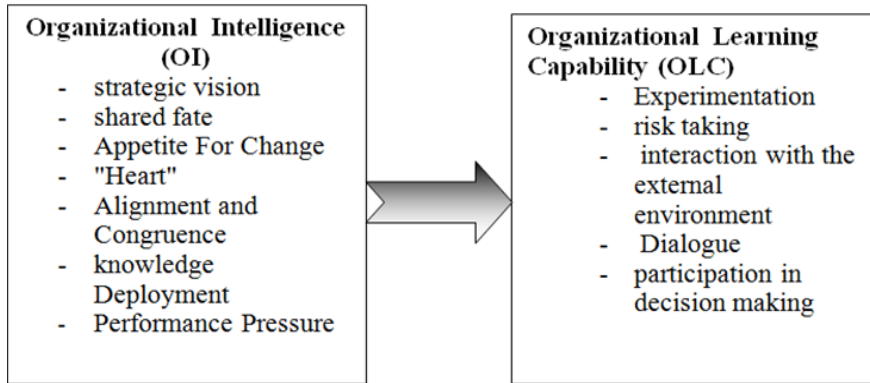 Organizational Intelligence
(OI)
- strategic vision
- shared fate
- Appetite For Change
- "Heart"
- Alignment and
Congruence
- knowledge
Deployment
- Performance Pressure
Organizational Learning
Capability (OLC)
- Experimentation
- risk taking
- interaction with the
external
environment
- Dialogue
- participation in
decision making